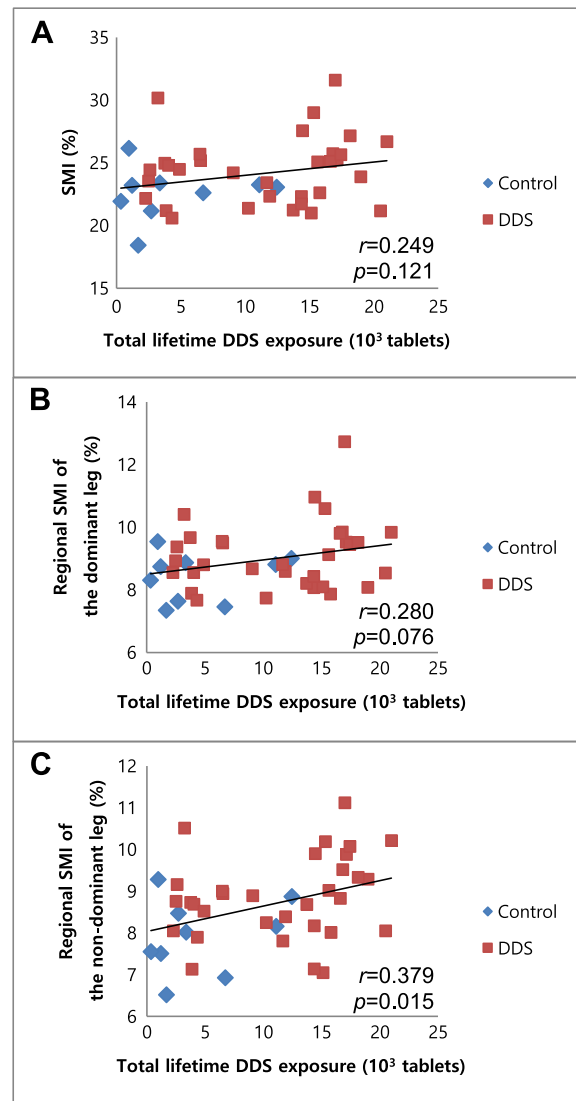 A
35
30
25
20
15
SMI (%)
0 5 10 15 20 25
Total lifetime DDS exposure (10³ tablets)
r=0.249
p=0.121
Control
DDS
B
14
12
10
8
6
Regional SMI of
the dominant leg (%)
0 5 10 15 20 25
Total lifetime DDS exposure (10³ tablets)
r=0.280
p=0.076
Control
DDS
C
12
11
10
9
8
7
6
Regional SMI of
the non-dominant leg (%)
0 5 10 15 20 25
Total lifetime DDS exposure (10³ tablets)
r=0.379
p=0.015
Control
DDS